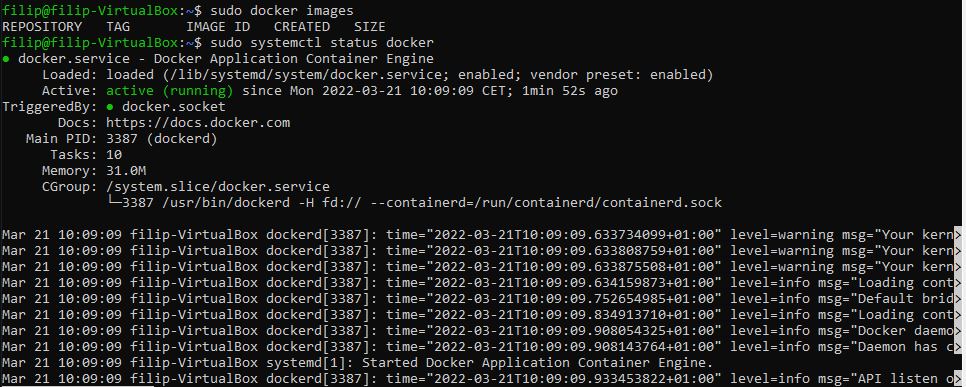 filip@filip-VirtualBox:~$ sudo docker images
REPOSITORY   TAG       IMAGE ID   CREATED   SIZE
filip@filip-VirtualBox:~$ sudo systemctl status docker
● docker.service - Docker Application Container Engine
     Loaded: loaded (/lib/systemd/system/docker.service; enabled; vendor preset: enabled)
     Active: active (running) since Mon 2022-03-21 10:09:09 CET; 1min 52s ago
TriggeredBy: ● docker.socket
       Docs: https://docs.docker.com
   Main PID: 3387 (dockerd)
      Tasks: 10
     Memory: 31.0M
     CGroup: /system.slice/docker.service
             └─3387 /usr/bin/dockerd -H fd:// --containerd=/run/containerd/containerd.sock
Mar 21 10:09:09 filip-VirtualBox dockerd[3387]: time="2022-03-21T10:09:09.633734099+01:00" level=warning msg="Your kern>
Mar 21 10:09:09 filip-VirtualBox dockerd[3387]: time="2022-03-21T10:09:09.633808759+01:00" level=warning msg="Your kern>
Mar 21 10:09:09 filip-VirtualBox dockerd[3387]: time="2022-03-21T10:09:09.633875508+01:00" level=warning msg="Your kern>
Mar 21 10:09:09 filip-VirtualBox dockerd[3387]: time="2022-03-21T10:09:09.634159873+01:00" level=info msg="Loading cont>
Mar 21 10:09:09 filip-VirtualBox dockerd[3387]: time="2022-03-21T10:09:09.752654985+01:00" level=info msg="Default brid>
Mar 21 10:09:09 filip-VirtualBox dockerd[3387]: time="2022-03-21T10:09:09.834913710+01:00" level=info msg="Loading cont>
Mar 21 10:09:09 filip-VirtualBox dockerd[3387]: time="2022-03-21T10:09:09.908054325+01:00" level=info msg="Docker daemo>
Mar 21 10:09:09 filip-VirtualBox dockerd[3387]: time="2022-03-21T10:09:09.908143764+01:00" level=info msg="Daemon has c>
Mar 21 10:09:09 filip-VirtualBox systemd[1]: Started Docker Application Container Engine.
Mar 21 10:09:09 filip-VirtualBox dockerd[3387]: time="2022-03-21T10:09:09.933453822+01:00" level=info msg="API listen o>